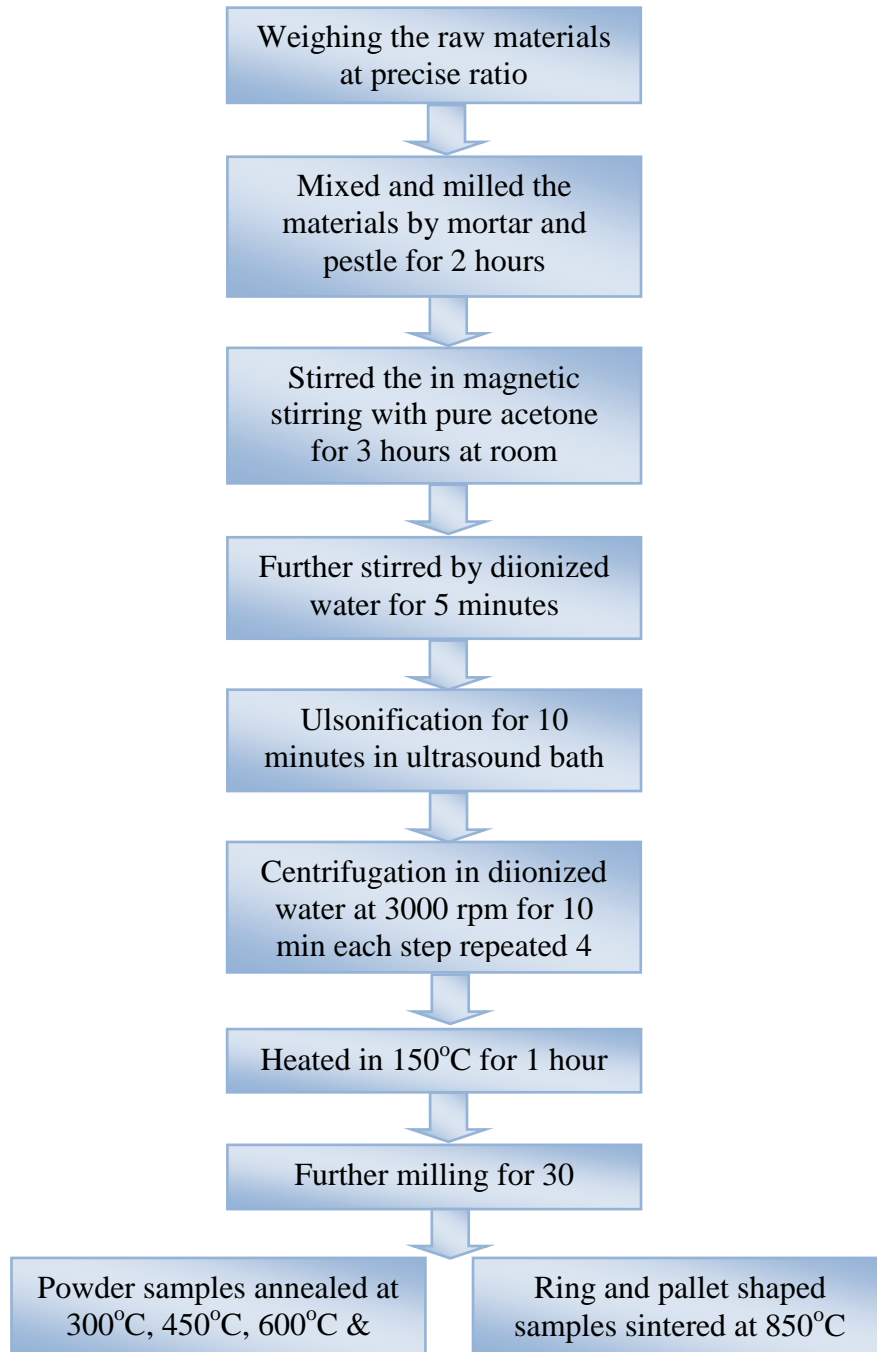 Weighing the raw materials
at precise ratio
Mixed and milled the
materials by mortar and
pestle for 2 hours
Stirred the in magnetic
stirring with pure acetone
for 3 hours at room
Further stirred by diionized
water for 5 minutes
Ulsonification for 10
minutes in ultrasound bath
Centrifugation in diionized
water at 3000 rpm for 10
min each step repeated 4
Heated in 150°C for 1 hour
Further milling for 30
Powder samples annealed at
300°C, 450°C, 600°C &
Ring and pallet shaped
samples sintered at 850°C